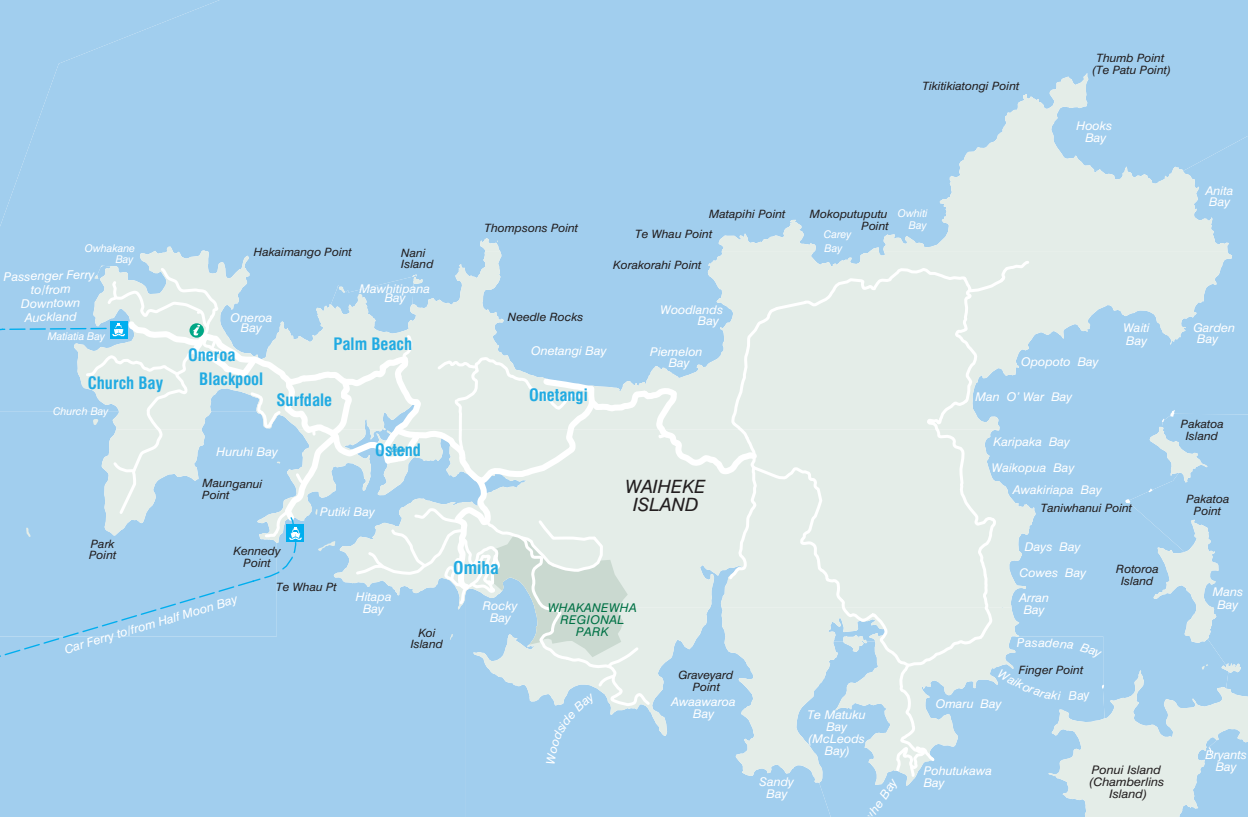 Thumb Point
(Te Patu Point)
Tikitikiatongi Point
Hooks
Bay
Anita
Bay
Matapihi Point
Mokoputuputu
Point
Owhiti
Bay
Carey
Bay
Te Whau Point
Korakorahi Point
Thompsons Point
Hakaimango Point
Nani
Island
Owhakane
Bay
Passenger Ferry
to/from
Downtown
Auckland
Matiatia Bay
Mawhitipana
Bay
Oneroa
Bay
Needle Rocks
Woodlands
Bay
Onetangi Bay
Piemelon
Bay
Waiti
Bay
Garden
Bay
Opopoto Bay
Man O' War Bay
Oneroa
Palm Beach
Blackpool
Church Bay
Surfdale
Onetangi
Church Bay
Ostend
Huruhi Bay
Karipaka Bay
Pakatoa
Island
Waikopua Bay
Awakiriapa Bay
Maunganui
Point
WAIHEKE
ISLAND
Taniwhanui Point
Pakatoa
Point
Putiki Bay
Park
Point
Kennedy
Point
Days Bay
Cowes Bay
Rotoroa
Island
Omiha
Te Whau Pt
Hitapa
Bay
Arran
Bay
Mans
Bay
Rocky
Bay
WHAKANEWHA
REGIONAL
PARK
Car Ferry to/from Half Moon Bay
Koi
Island
Pasadena Bay
Finger Point
Waikoraraki Bay
Graveyard
Point
Awaawaroa
Bay
Omaru Bay
Woodside Bay
Te Matuku
Bay
(McLeods
Bay)
Bryants
Bay
Pohutukawa
Bay
Ponui Island
(Chamberlins
Island)
Sandy
Bay
Bay